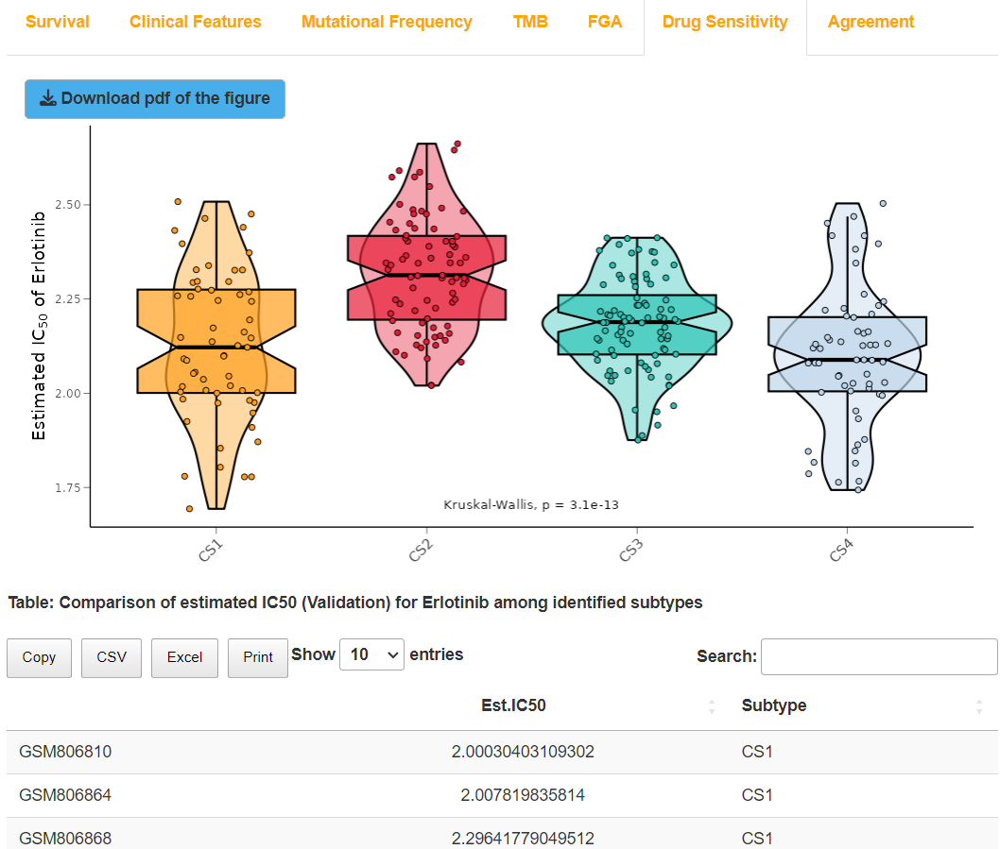 Survival Clinical Features Mutational Frequency TMB FGA Drug Sensitivity Agreement
Download pdf of the figure
Estimated IC50 of Erlotinib
2.50
2.25
2.00
1.75
Kruskal-Wallis, p = 3.1e-13
CS1 CS2 CS3 CS4
Table: Comparison of estimated IC50 (Validation) for Erlotinib among identified subtypes
Copy CSV Excel Print Show 10 entries Search:
Est.IC50 Subtype
GSM806810 2.00030403109302 CS1
GSM806864 2.007819835814 CS1
GSM806868 2.29641779049512 CS1